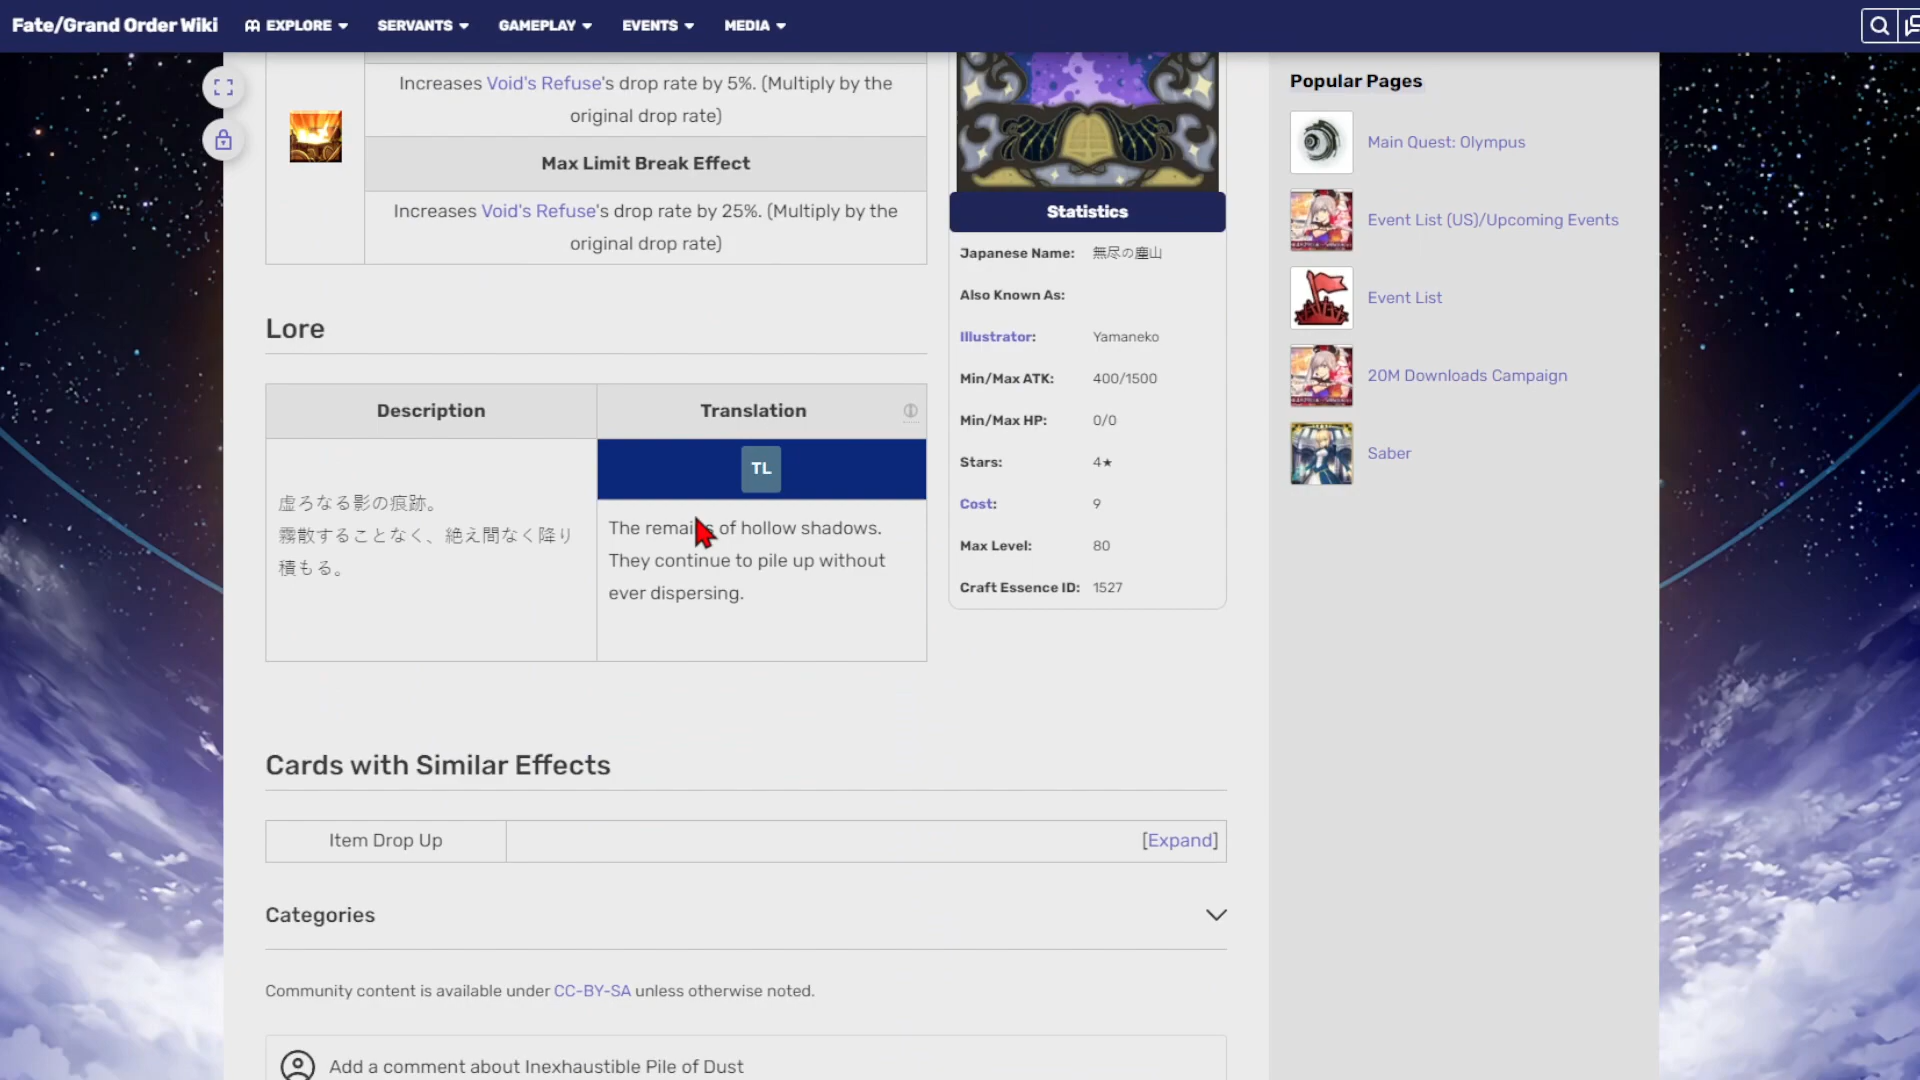 Fate/Grand Order Wiki
EXPLORE
SERVANTS
GAMEPLAY
EVENTS
MEDIA
Increases Void's Refuse's drop rate by 5%. (Multiply by the
original drop rate)
Max Limit Break Effect
Increases Void's Refuse's drop rate by 25%. (Multiply by the
original drop rate)
Lore
Description
Translation
TL
虚ろなる影の痕跡。
霧散することなく、絶え間なく降り
積もる。
The remains of hollow shadows.
They continue to pile up without
ever dispersing.
Statistics
Japanese Name: 無尽の塵山
Also Known As:
Illustrator: Yamaneko
Min/Max ATK: 400/1500
Min/Max HP: 0/0
Stars: 4★
Cost: 9
Max Level: 80
Craft Essence ID: 1527
Cards with Similar Effects
Item Drop Up
[Expand]
Categories
Community content is available under CC-BY-SA unless otherwise noted.
Add a comment about Inexhaustible Pile of Dust
Popular Pages
Main Quest: Olympus
Event List (US)/Upcoming Events
Event List
20M Downloads Campaign
Saber